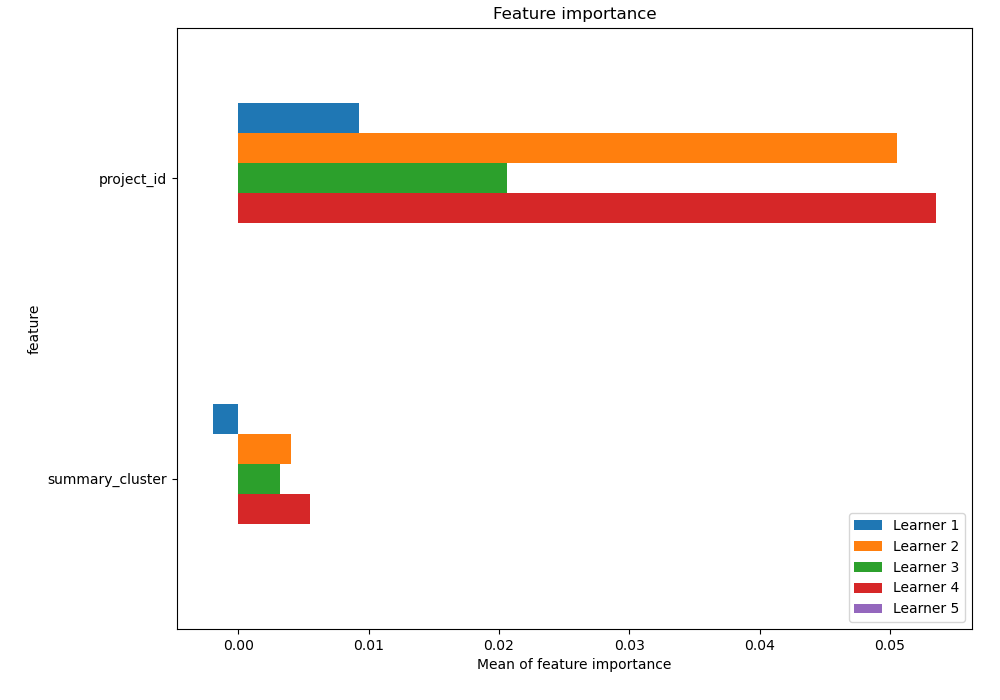 Feature importance
project_id
feature
summary_cluster
Learner 1
Learner 2
Learner 3
Learner 4
Learner 5
0.00 0.01 0.02 0.03 0.04 0.05
Mean of feature importance